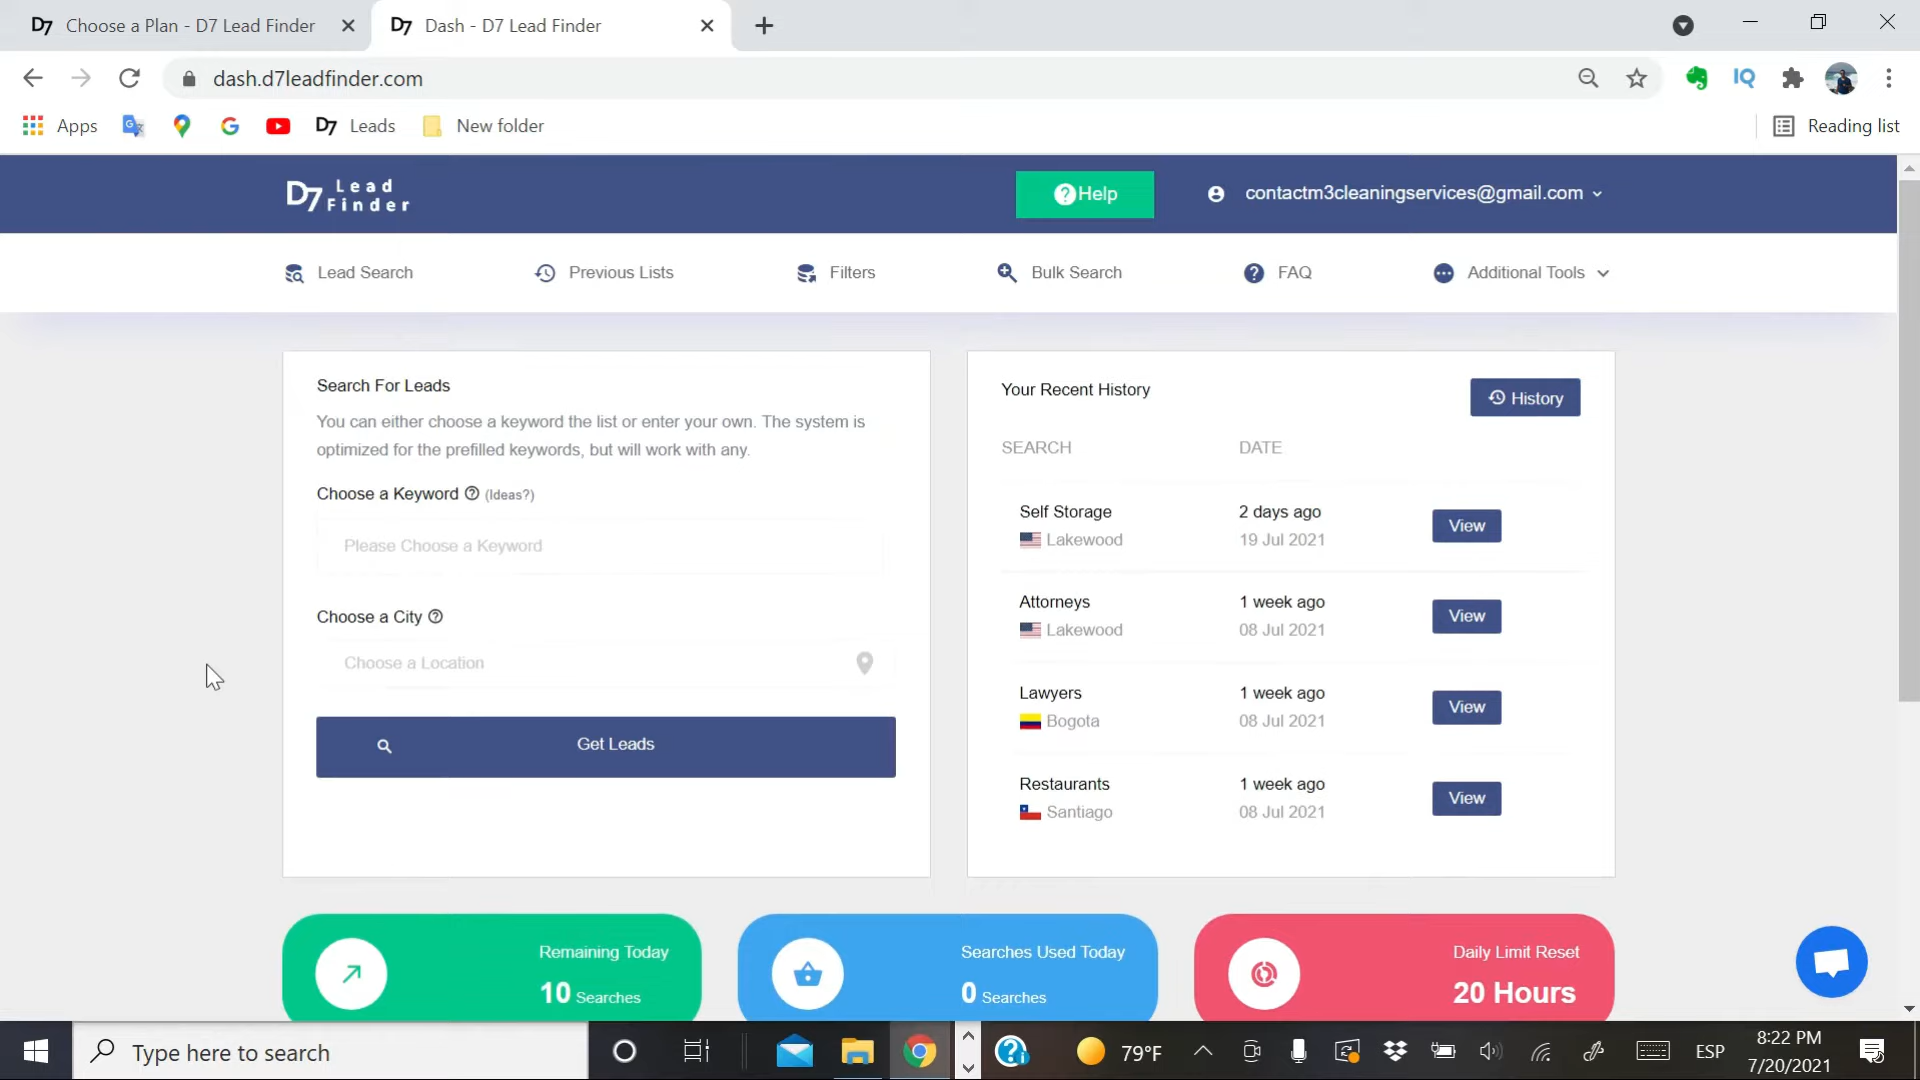 D7 Choose a Plan - D7 Lead Finder
D7 Dash - D7 Lead Finder
dash.d7leadfinder.com
IQ
Apps
G
G
D7 Leads
New folder
Reading list
D7 Lead Finder
Help
contactm3cleaningservices@gmail.com
Lead Search
Previous Lists
Filters
Bulk Search
FAQ
Additional Tools
Search For Leads
You can either choose a keyword the list or enter your own. The system is
optimized for the prefilled keywords, but will work with any.
Choose a Keyword (Ideas?)
Please Choose a Keyword
Choose a City
Choose a Location
Get Leads
Your Recent History
History
SEARCH DATE
Self Storage 2 days ago
Lakewood 19 Jul 2021
View
Attorneys 1 week ago
Lakewood 08 Jul 2021
View
Lawyers 1 week ago
Bogota 08 Jul 2021
View
Restaurants 1 week ago
Santiago 08 Jul 2021
View
Remaining Today
10 Searches
Searches Used Today
0 Searches
Daily Limit Reset
20 Hours
Type here to search
79°F
ESP
8:22 PM
7/20/2021